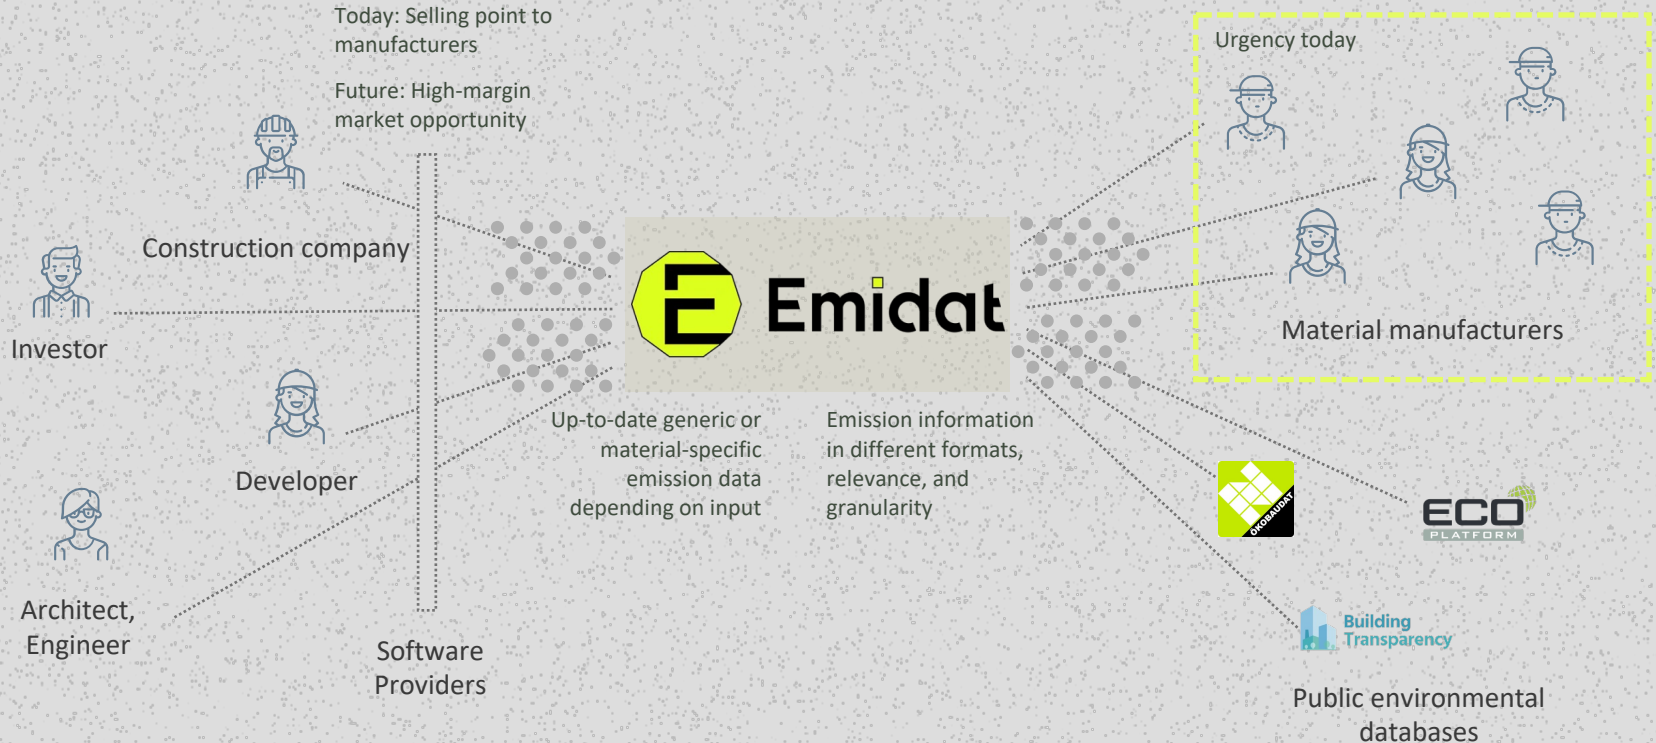 Today: Selling point to
manufacturers
Future: High-margin
market opportunity
Construction company
Investor
Developer
Architect,
Engineer
Software
Providers
E
Emidat
Up-to-date generic or
material-specific
emission data
depending on input
Emission information
in different formats,
relevance, and
granularity
Urgency today
Material manufacturers
ÖKOBAUDAT
ECO
PLATFORM
Building
Transparency
Public environmental
databases